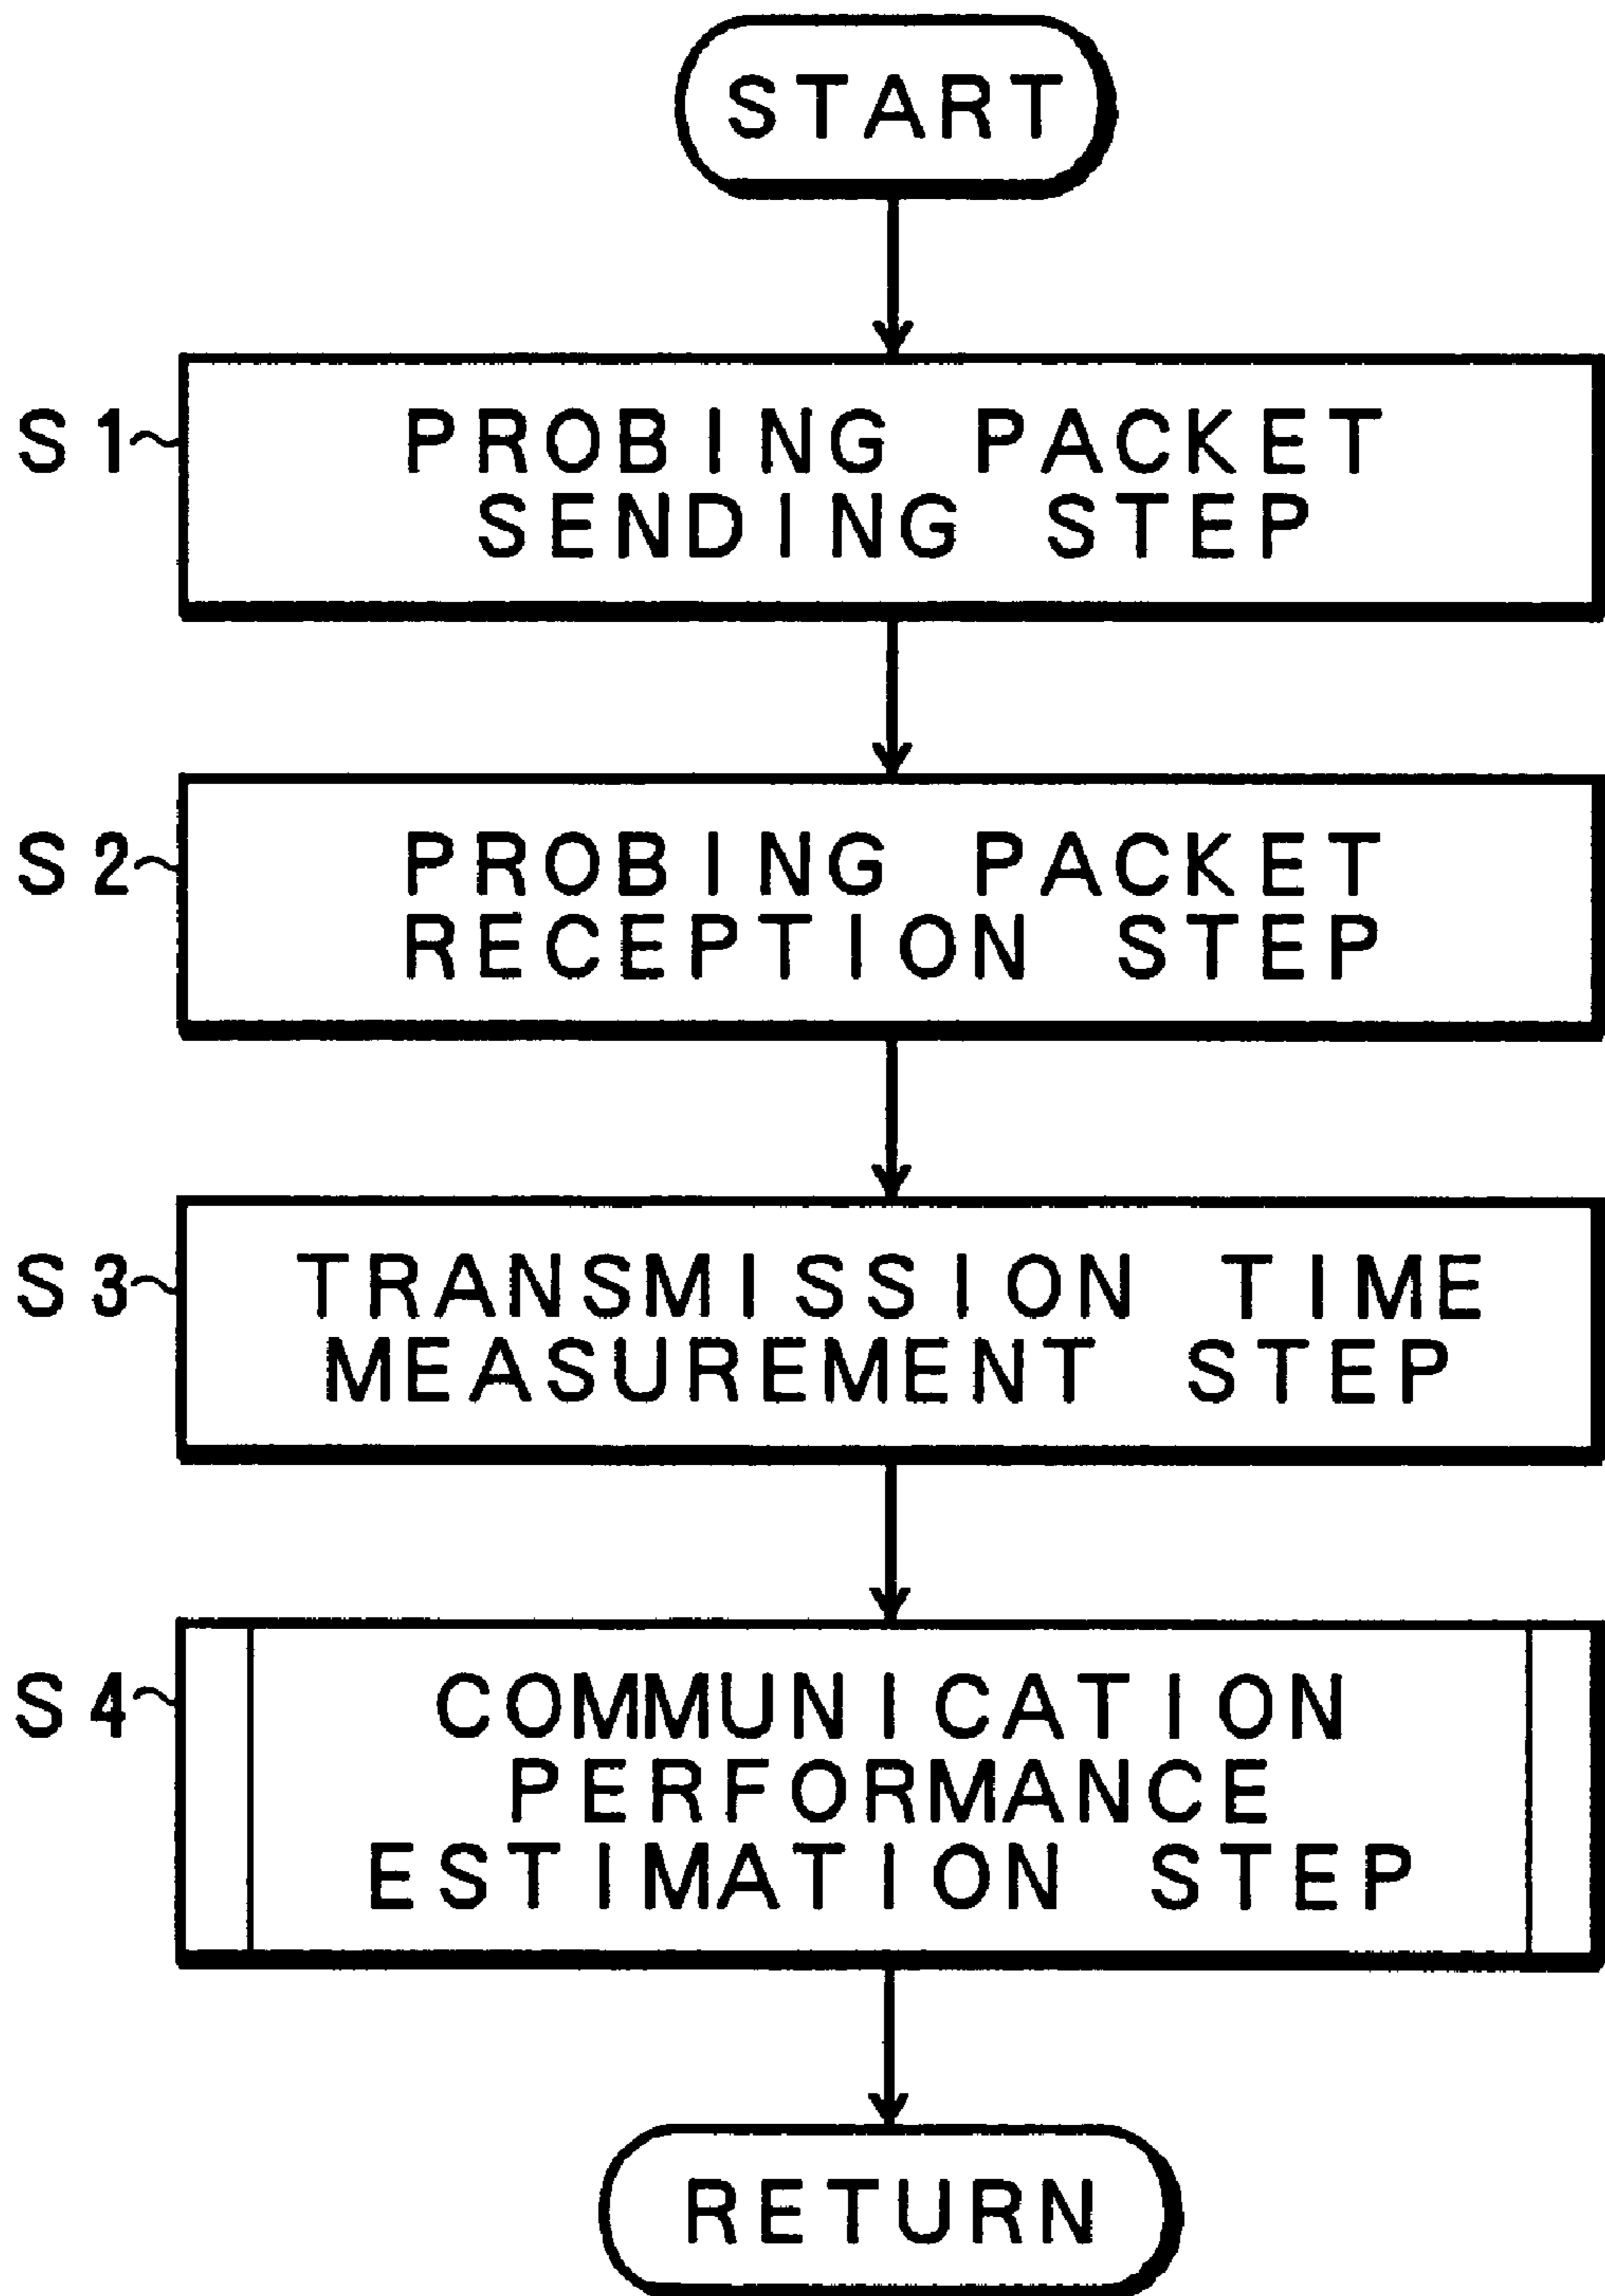 START
S1
PROBING PACKET
SENDING STEP
S2
PROBING PACKET
RECEPTION STEP
S3
TRANSMISSION TIME
MEASUREMENT STEP
S4
COMMUNICATION
PERFORMANCE
ESTIMATION STEP
RETURN